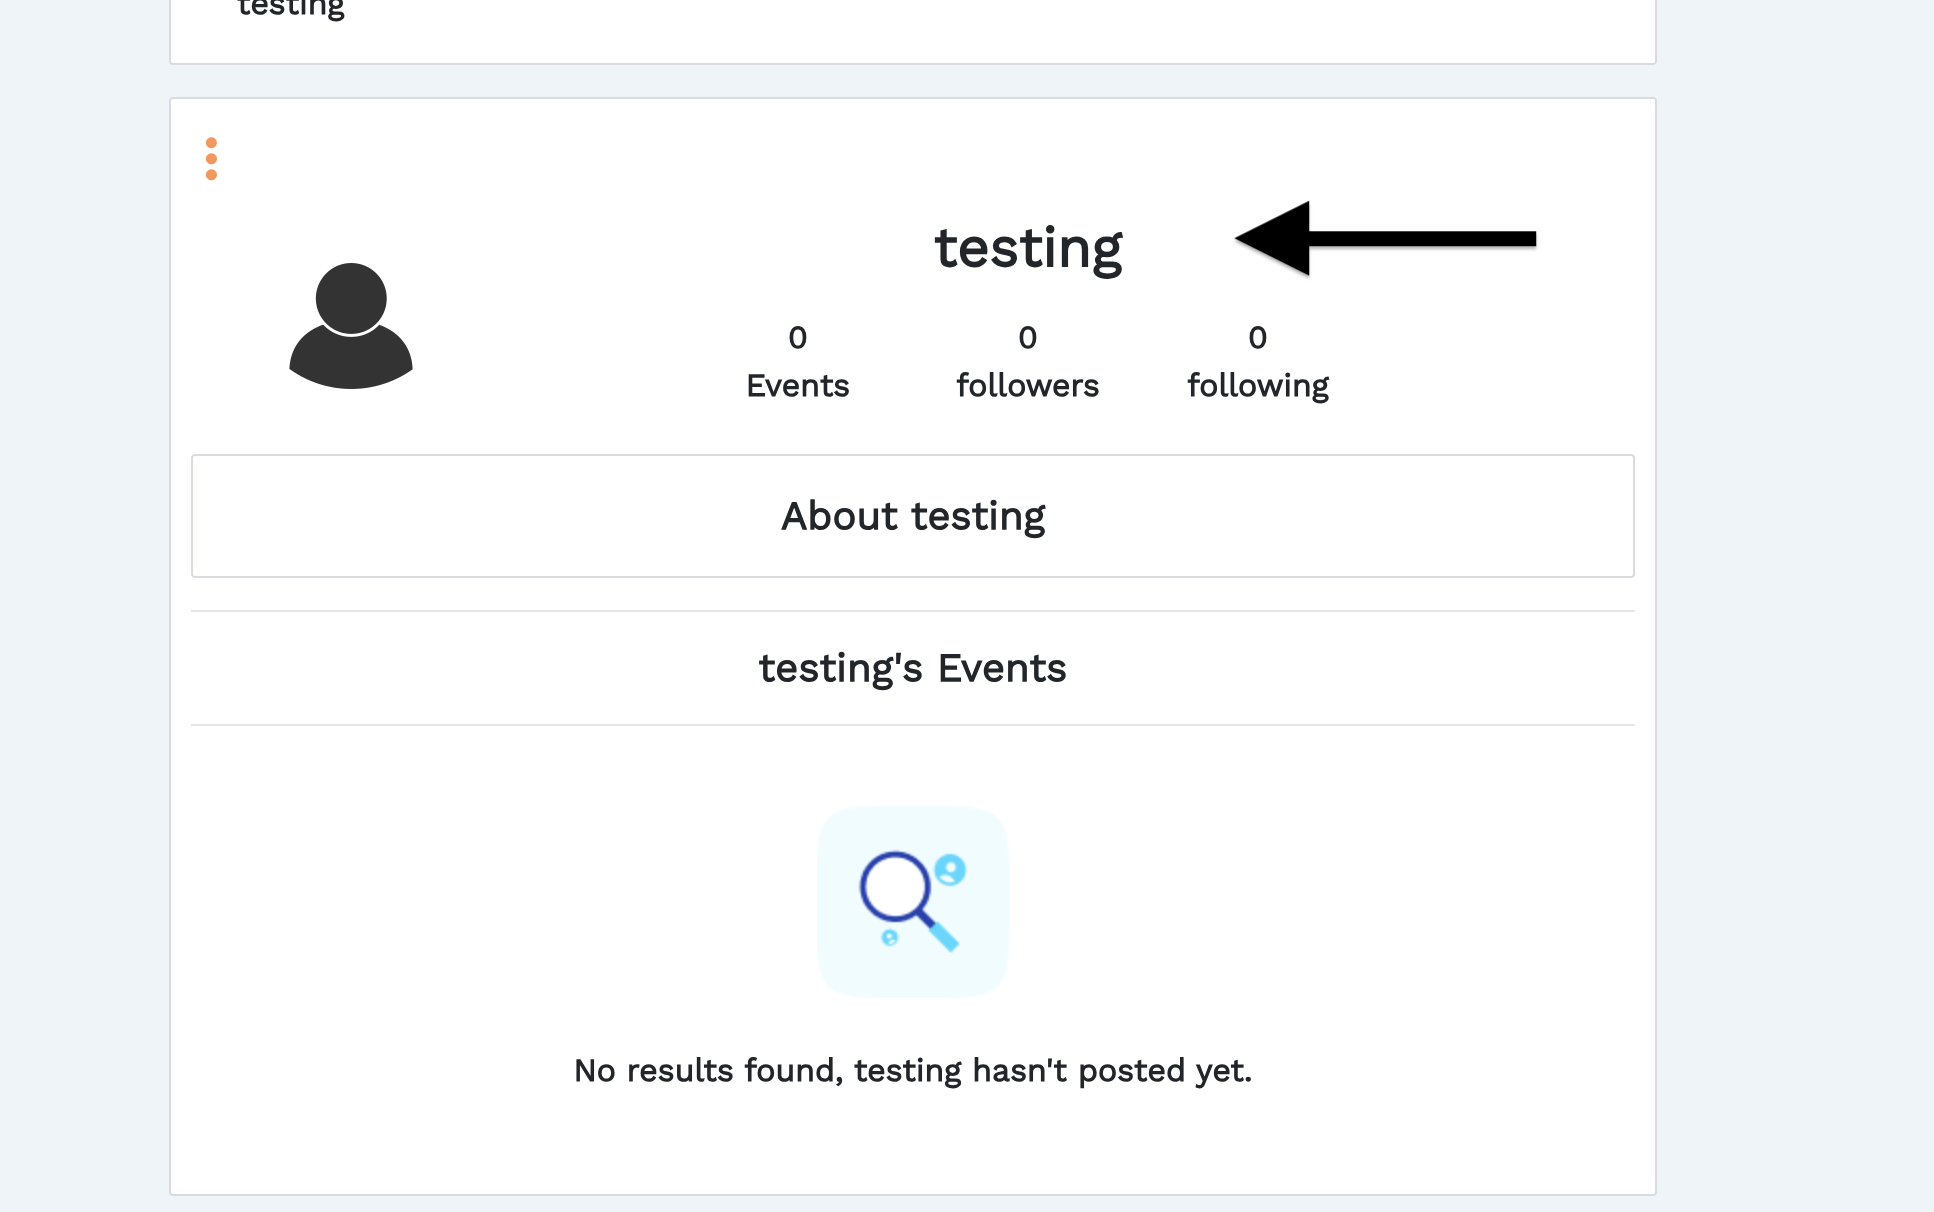 testing
testing
0 0 0
Events followers following
About testing
testing's Events
No results found, testing hasn't posted yet.